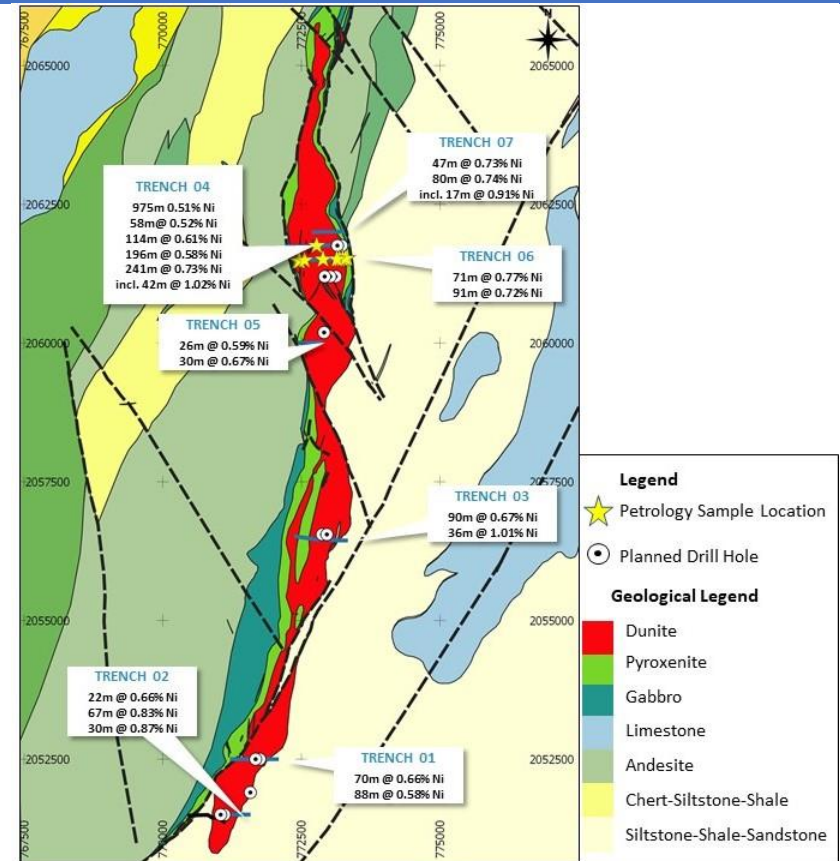 767500
770000
772500
775000
2065000
2065000
TRENCH 07
47m @ 0.73% Ni
80m @ 0.74% Ni
incl. 17m @ 0.91% Ni
TRENCH 04
975m 0.51% Ni
58m@ 0.52% Ni
114m @ 0.61% Ni
196m @ 0.58% Ni
241m @ 0.73% Ni
incl. 42m @ 1.02% Ni
2062500
2062500
TRENCH 06
71m @ 0.77% Ni
91m @ 0.72% Ni
TRENCH 05
26m @ 0.59% Ni
30m @ 0.67% Ni
2060000
2060000
2057500
2057500
TRENCH 03
90m @ 0.67% Ni
36m @ 1.01% Ni
2055000
2055000
TRENCH 02
22m @ 0.66% Ni
67m @ 0.83% Ni
30m @ 0.87% Ni
2052500
2052500
TRENCH 01
70m @ 0.66% Ni
88m @ 0.58% Ni
767500
770000
772500
775000
Legend
Petrology Sample Location
Planned Drill Hole
Geological Legend
Dunite
Pyroxenite
Gabbro
Limestone
Andesite
Chert-Siltstone-Shale
Siltstone-Shale-Sandstone